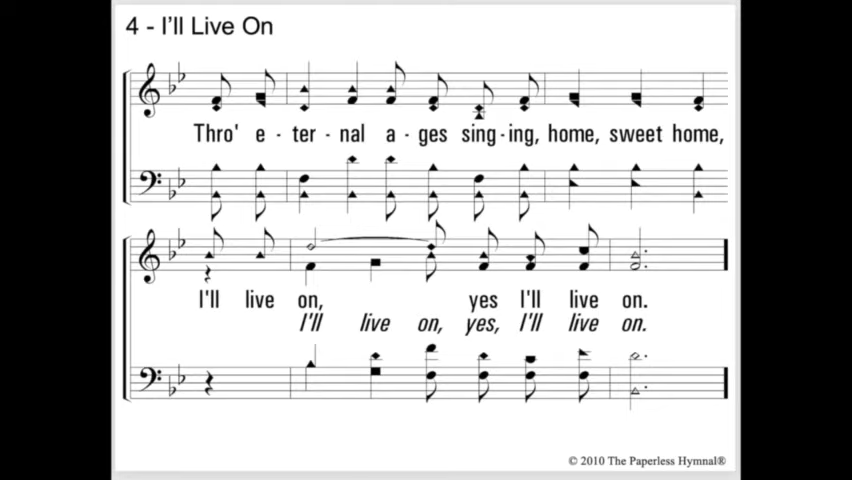 4 - I'll Live On
Thro' e - ter - nal a - ges sing - ing, home, sweet home,
I'll live on, yes I'll live on.
I'll live on, yes, I'll live on.
© 2010 The Paperless Hymnal®